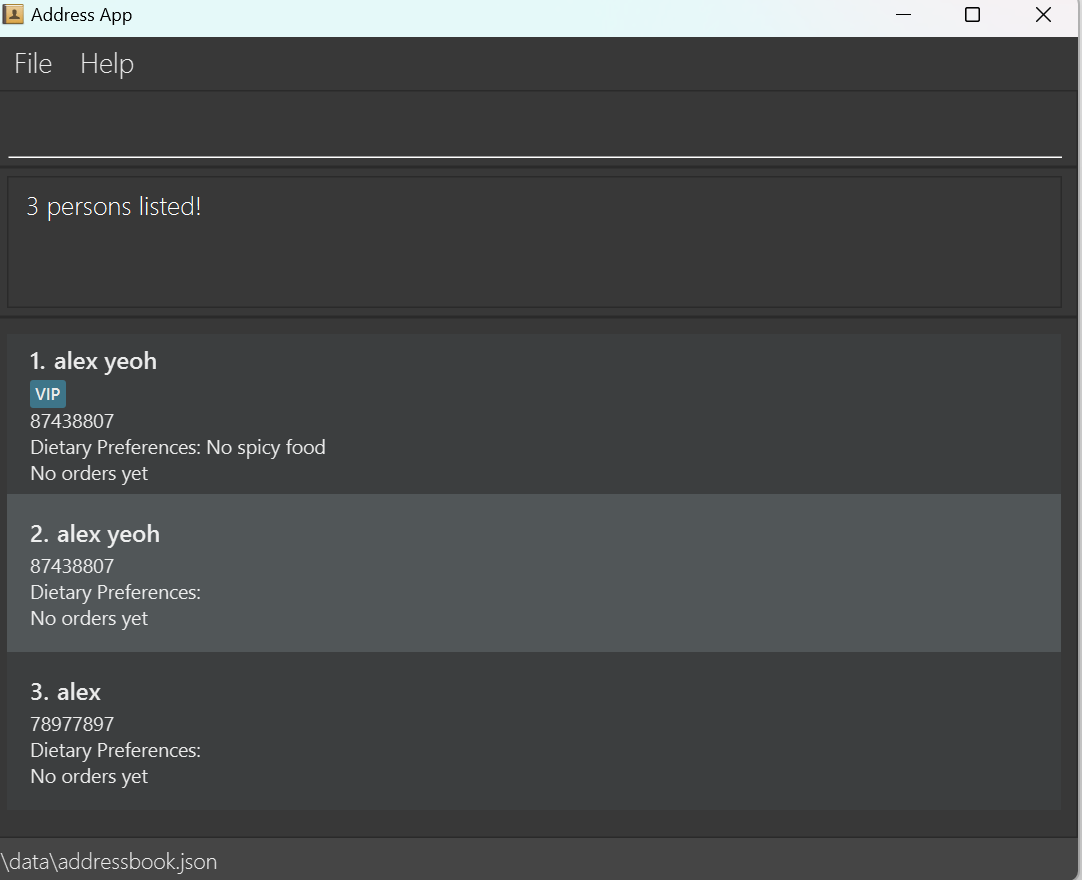 Address App
File Help
3 persons listed!
1. alex yeoh
VIP
87438807
Dietary Preferences: No spicy food
No orders yet
2. alex yeoh
87438807
Dietary Preferences:
No orders yet
3. alex
78977897
Dietary Preferences:
No orders yet
\data\addressbook.json